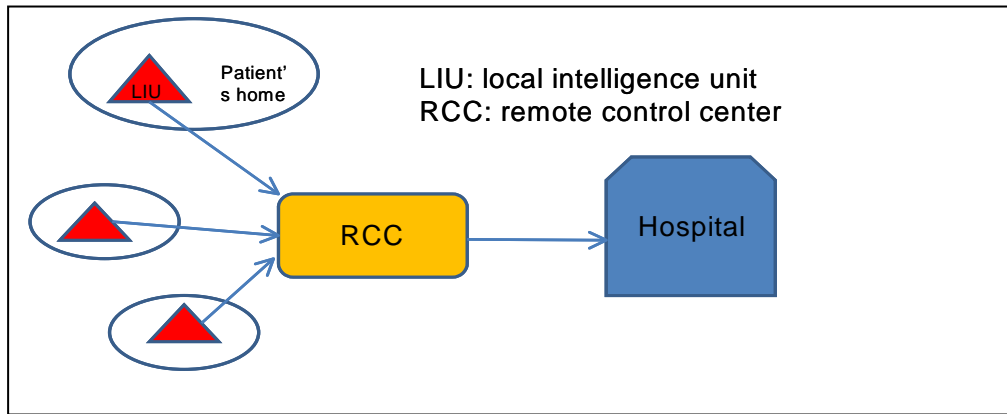 LIU
Patient’
s home
LIU: local intelligence unit
RCC: remote control center
RCC
Hospital